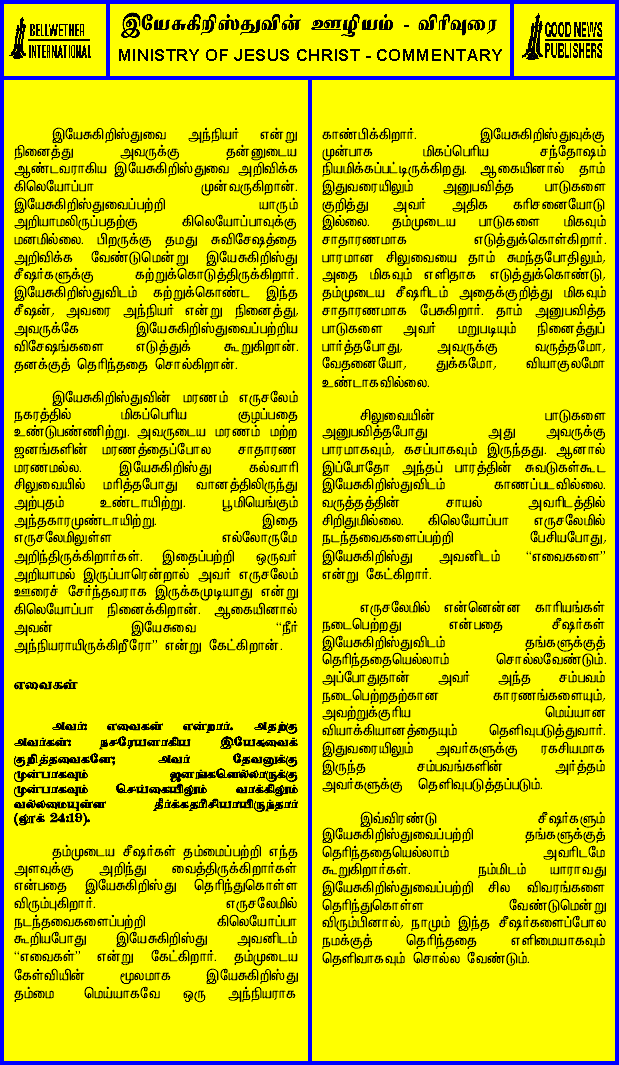 BELLWETHER
INTERNATIONAL
இயேசுகிறிஸ்துவின் ஊழியம் - விரிவுரை
MINISTRY OF JESUS CHRIST - COMMENTARY
GOOD NEWS
PUBLISHERS
இயேசுகிறிஸ்துவை அந்நியர் என்று
நினைத்து அவருக்கு தன்னுடைய
ஆண்டவராகிய இயேசுகிறிஸ்துவை அறிவிக்க
கிலெயோப்பா முன்வருகிறான்.
இயேசுகிறிஸ்துவைப்பற்றி யாரும்
அறியாமலிருப்பதற்கு கிலெயோப்பாவுக்கு
மனமில்லை. பிறருக்கு தமது சுவிசேஷத்தை
அறிவிக்க வேண்டுமென்று இயேசுகிறிஸ்து
சீஷர்களுக்கு கற்றுக்கொடுத்திருக்கிறார்.
இயேசுகிறிஸ்துவிடம் கற்றுக்கொண்ட இந்த
சீஷன், அவரை அந்நியர் என்று நினைத்து,
அவருக்கே இயேசுகிறிஸ்துவைப்பற்றிய
விசேஷங்களை எடுத்துக் கூறுகிறான்.
தனக்குத் தெரிந்ததை சொல்கிறான்.
இயேசுகிறிஸ்துவின் மரணம் எருசலேம்
நகரத்தில் மிகப்பெரிய குழப்பதை
உண்டுபண்ணிற்று. அவருடைய மரணம் மற்ற
ஜனங்களின் மரணத்தைப்போல சாதாரண
மரணமல்ல. இயேசுகிறிஸ்து கல்வாரி
சிலுவையில் மரித்தபோது வானத்திலிருந்து
அற்புதம் உண்டாயிற்று. பூமியெங்கும்
அந்தகாரமுண்டாயிற்று. இதை
எருசலேமிலுள்ள எல்லோருமே
அறிந்திருக்கிறார்கள். இதைப்பற்றி ஒருவர்
அறியாமல் இருப்பாரென்றால் அவர் எருசலேம்
ஊரைச் சேர்ந்தவராக இருக்கமுடியாது என்று
கிலெயோப்பா நினைக்கிறான். ஆகையினால்
அவன் இயேசுவை “நீர்
அந்நியராயிருக்கிறீரோ” என்று கேட்கிறான்.
எவைகள்
அவர்: எவைகள் என்றார். அதற்கு
அவர்கள்: நசரேயனாகிய இயேசுவைக்
குறித்தவைகளே; அவர் தேவனுக்கு
முன்பாகவும் ஜனங்களெல்லாருக்கு
முன்பாகவும் செய்கையிலும் வாக்கிலும்
வல்லமையுள்ள தீர்க்கதரிசியாயிருந்தார்
(லூக் 24:19).
தம்முடைய சீஷர்கள் தம்மைப்பற்றி எந்த
அளவுக்கு அறிந்து வைத்திருக்கிறார்கள்
என்பதை இயேசுகிறிஸ்து தெரிந்துகொள்ள
விரும்புகிறார். எருசலேமில்
நடந்தவைகளைப்பற்றி கிலெயோப்பா
கூறியபோது இயேசுகிறிஸ்து அவனிடம்
“எவைகள்” என்று கேட்கிறார். தம்முடைய
கேள்வியின் மூலமாக இயேசுகிறிஸ்து
தம்மை மெய்யாகவே ஒரு அந்நியராக
காண்பிக்கிறார். இயேசுகிறிஸ்துவுக்கு
முன்பாக மிகப்பெரிய சந்தோஷம்
நியமிக்கப்பட்டிருக்கிறது. ஆகையினால் தாம்
இதுவரையிலும் அனுபவித்த பாடுகளை
குறித்து அவர் அதிக கரிசனையோடு
இல்லை. தம்முடைய பாடுகளை மிகவும்
சாதாரணமாக எடுத்துக்கொள்கிறார்.
பாரமான சிலுவையை தாம் சுமந்தபோதிலும்,
அதை மிகவும் எளிதாக எடுத்துக்கொண்டு,
தம்முடைய சீஷரிடம் அதைக்குறித்து மிகவும்
சாதாரணமாக பேசுகிறார். தாம் அனுபவித்த
பாடுகளை அவர் மறுபடியும் நினைத்துப்
பார்த்தபோது, அவருக்கு வருத்தமோ,
வேதனையோ, துக்கமோ, வியாகுலமோ
உண்டாகவில்லை.
சிலுவையின் பாடுகளை
அனுபவித்தபோது அது அவருக்கு
பாரமாகவும், கசப்பாகவும் இருந்தது. ஆனால்
இப்போதோ அந்தப் பாரத்தின் சுவடுகள்கூட
இயேசுகிறிஸ்துவிடம் காணப்படவில்லை.
வருத்தத்தின் சாயல் அவரிடத்தில்
சிறிதுமில்லை. கிலெயோப்பா எருசலேமில்
நடந்தவைகளைப்பற்றி பேசியபோது,
இயேசுகிறிஸ்து அவனிடம் “எவைகளை”
என்று கேட்கிறார்.
எருசலேமில் என்னென்ன காரியங்கள்
நடைபெற்றது என்பதை சீஷர்கள்
இயேசுகிறிஸ்துவிடம் தங்களுக்குத்
தெரிந்ததையெல்லாம் சொல்லவேண்டும்.
அப்போதுதான் அவர் அந்த சம்பவம்
நடைபெற்றதற்கான காரணங்களையும்,
அவற்றுக்குரிய மெய்யான
வியாக்கியானத்தையும் தெளிவுபடுத்துவார்.
இதுவரையிலும் அவர்களுக்கு ரகசியமாக
இருந்த சம்பவங்களின் அர்த்தம்
அவர்களுக்கு தெளிவுபடுத்தப்படும்.
இவ்விரண்டு சீஷர்களும்
இயேசுகிறிஸ்துவைப்பற்றி தங்களுக்குத்
தெரிந்ததையெல்லாம் அவரிடமே
கூறுகிறார்கள். நம்மிடம் யாராவது
இயேசுகிறிஸ்துவைப்பற்றி சில விவரங்களை
தெரிந்துகொள்ள வேண்டுமென்று
விரும்பினால், நாமும் இந்த சீஷர்களைப்போல
நமக்குத் தெரிந்ததை எளிமையாகவும்
தெளிவாகவும் சொல்ல வேண்டும்.